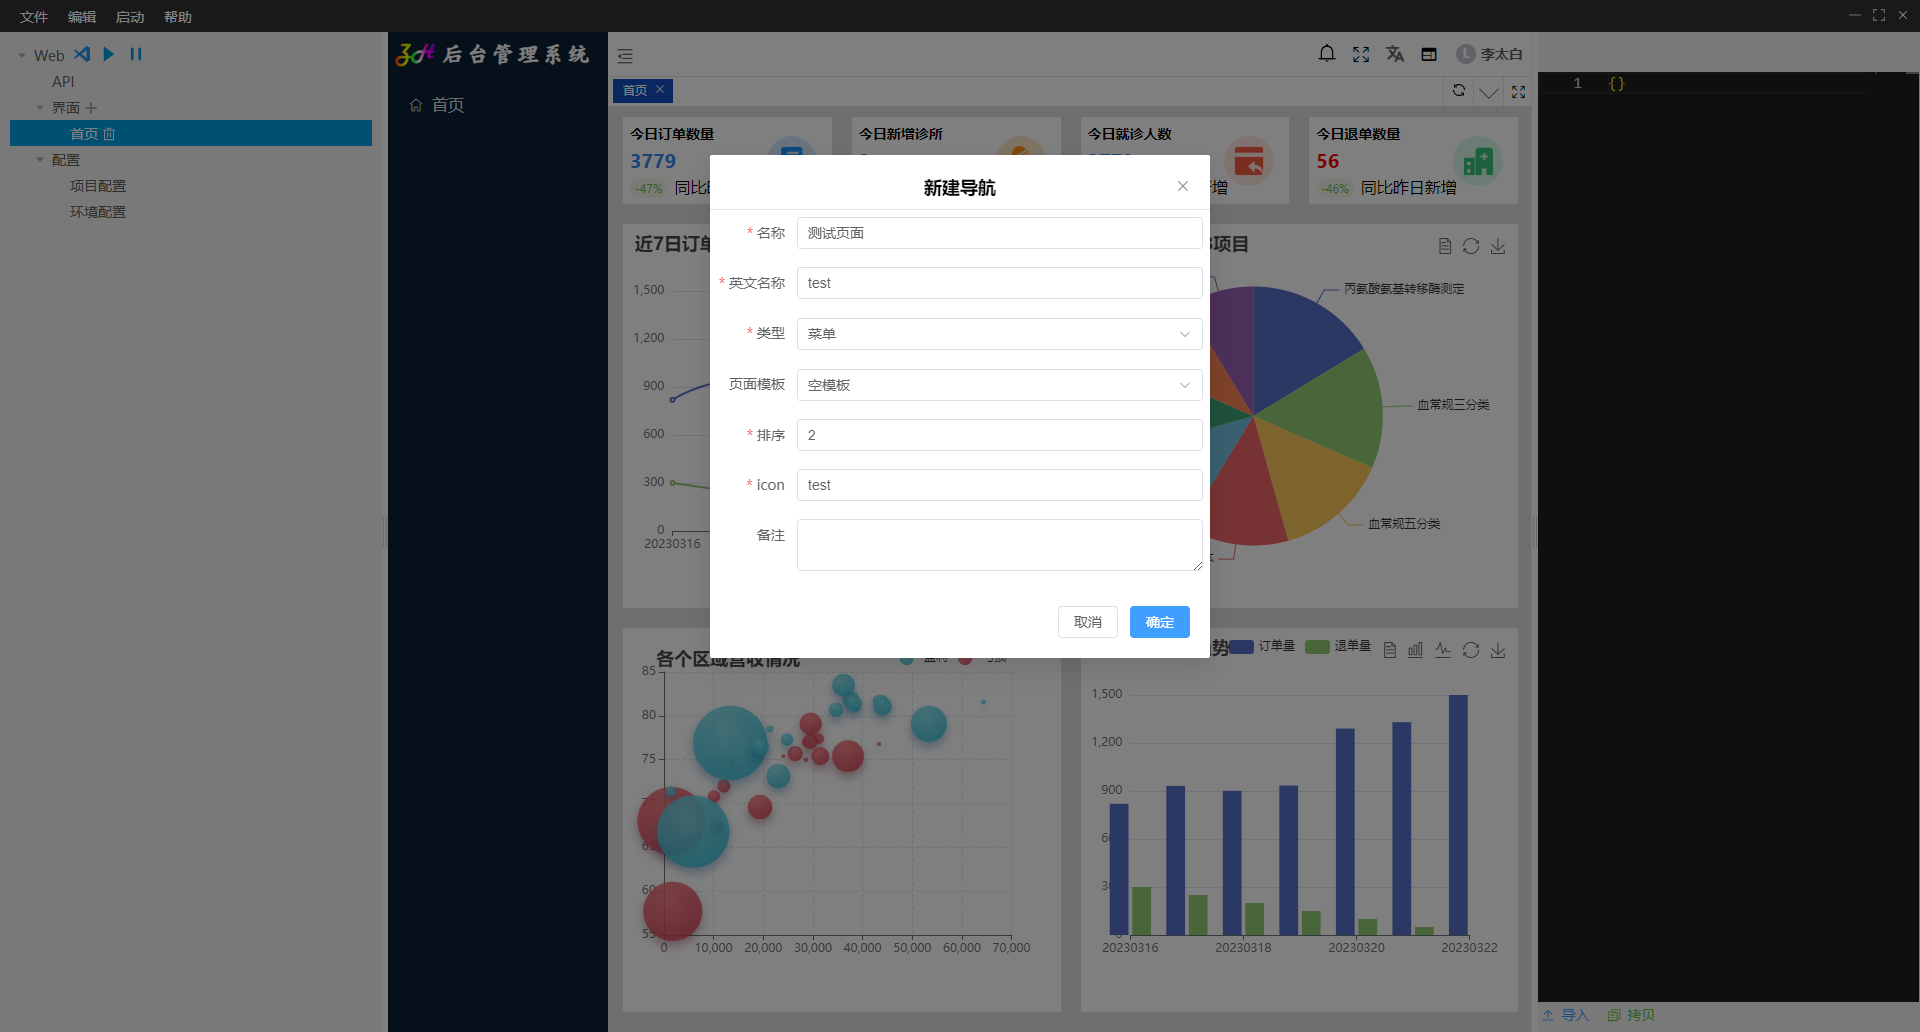 文件 编辑 启动 帮助
Web
API
界面
首页
配置
项目配置
环境配置
后台管理系统
首页
李太白
首页
今日订单数量
3779
-47% 同比
今日新增诊所
今日就诊人数
增
今日退单数量
56
-46% 同比昨日新增
近7日订单
1,500
1,200
900
600
300
0
20230316
项目
丙氨酸氨基转移酶测定
血常规三分类
血常规五分类
新建导航
* 名称 测试页面
* 英文名称 test
* 类型 菜单
页面模板 空模板
* 排序 2
* icon test
备注
取消 确定
各个区域营收情况
85
80
75
70
65
60
55
0 10,000 20,000 30,000 40,000 50,000 60,000 70,000
势 订单量 退单量
1,500
1,200
900
20230316 20230318 20230320 20230322
1 {}
导入 拷贝